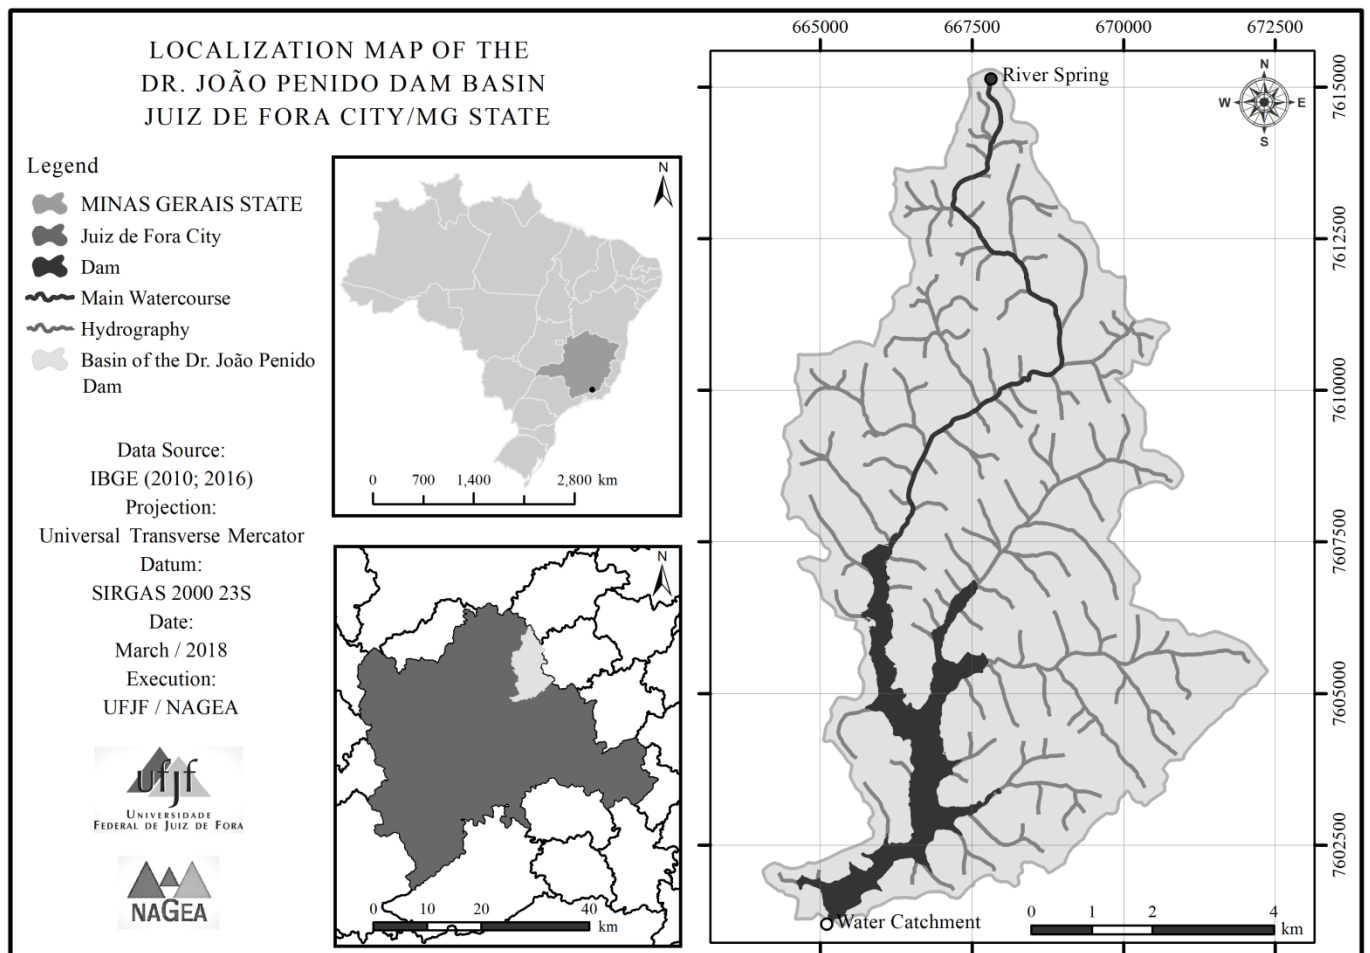 LOCALIZATION MAP OF THE
DR. JOÃO PENIDO DAM BASIN
JUIZ DE FORA CITY/MG STATE
Legend
MINAS GERAIS STATE
Juiz de Fora City
Dam
Main Watercourse
Hydrography
Basin of the Dr. João Penido
Dam
Data Source:
IBGE (2010; 2016)
Projection:
Universal Transverse Mercator
Datum:
SIRGAS 2000 23S
Date:
March / 2018
Execution:
UFJF / NAGEA
ufjf
UNIVERSIDADE
FEDERAL DE JUIZ DE FORA
NAGEA
N
0 700 1,400 2,800 km
N
0 10 20 40
km
665000 667500 670000 672500
River Spring
N
W E
S
7615000
7612500
7610000
7607500
7605000
7602500
Water Catchment
0 1 2 4
km